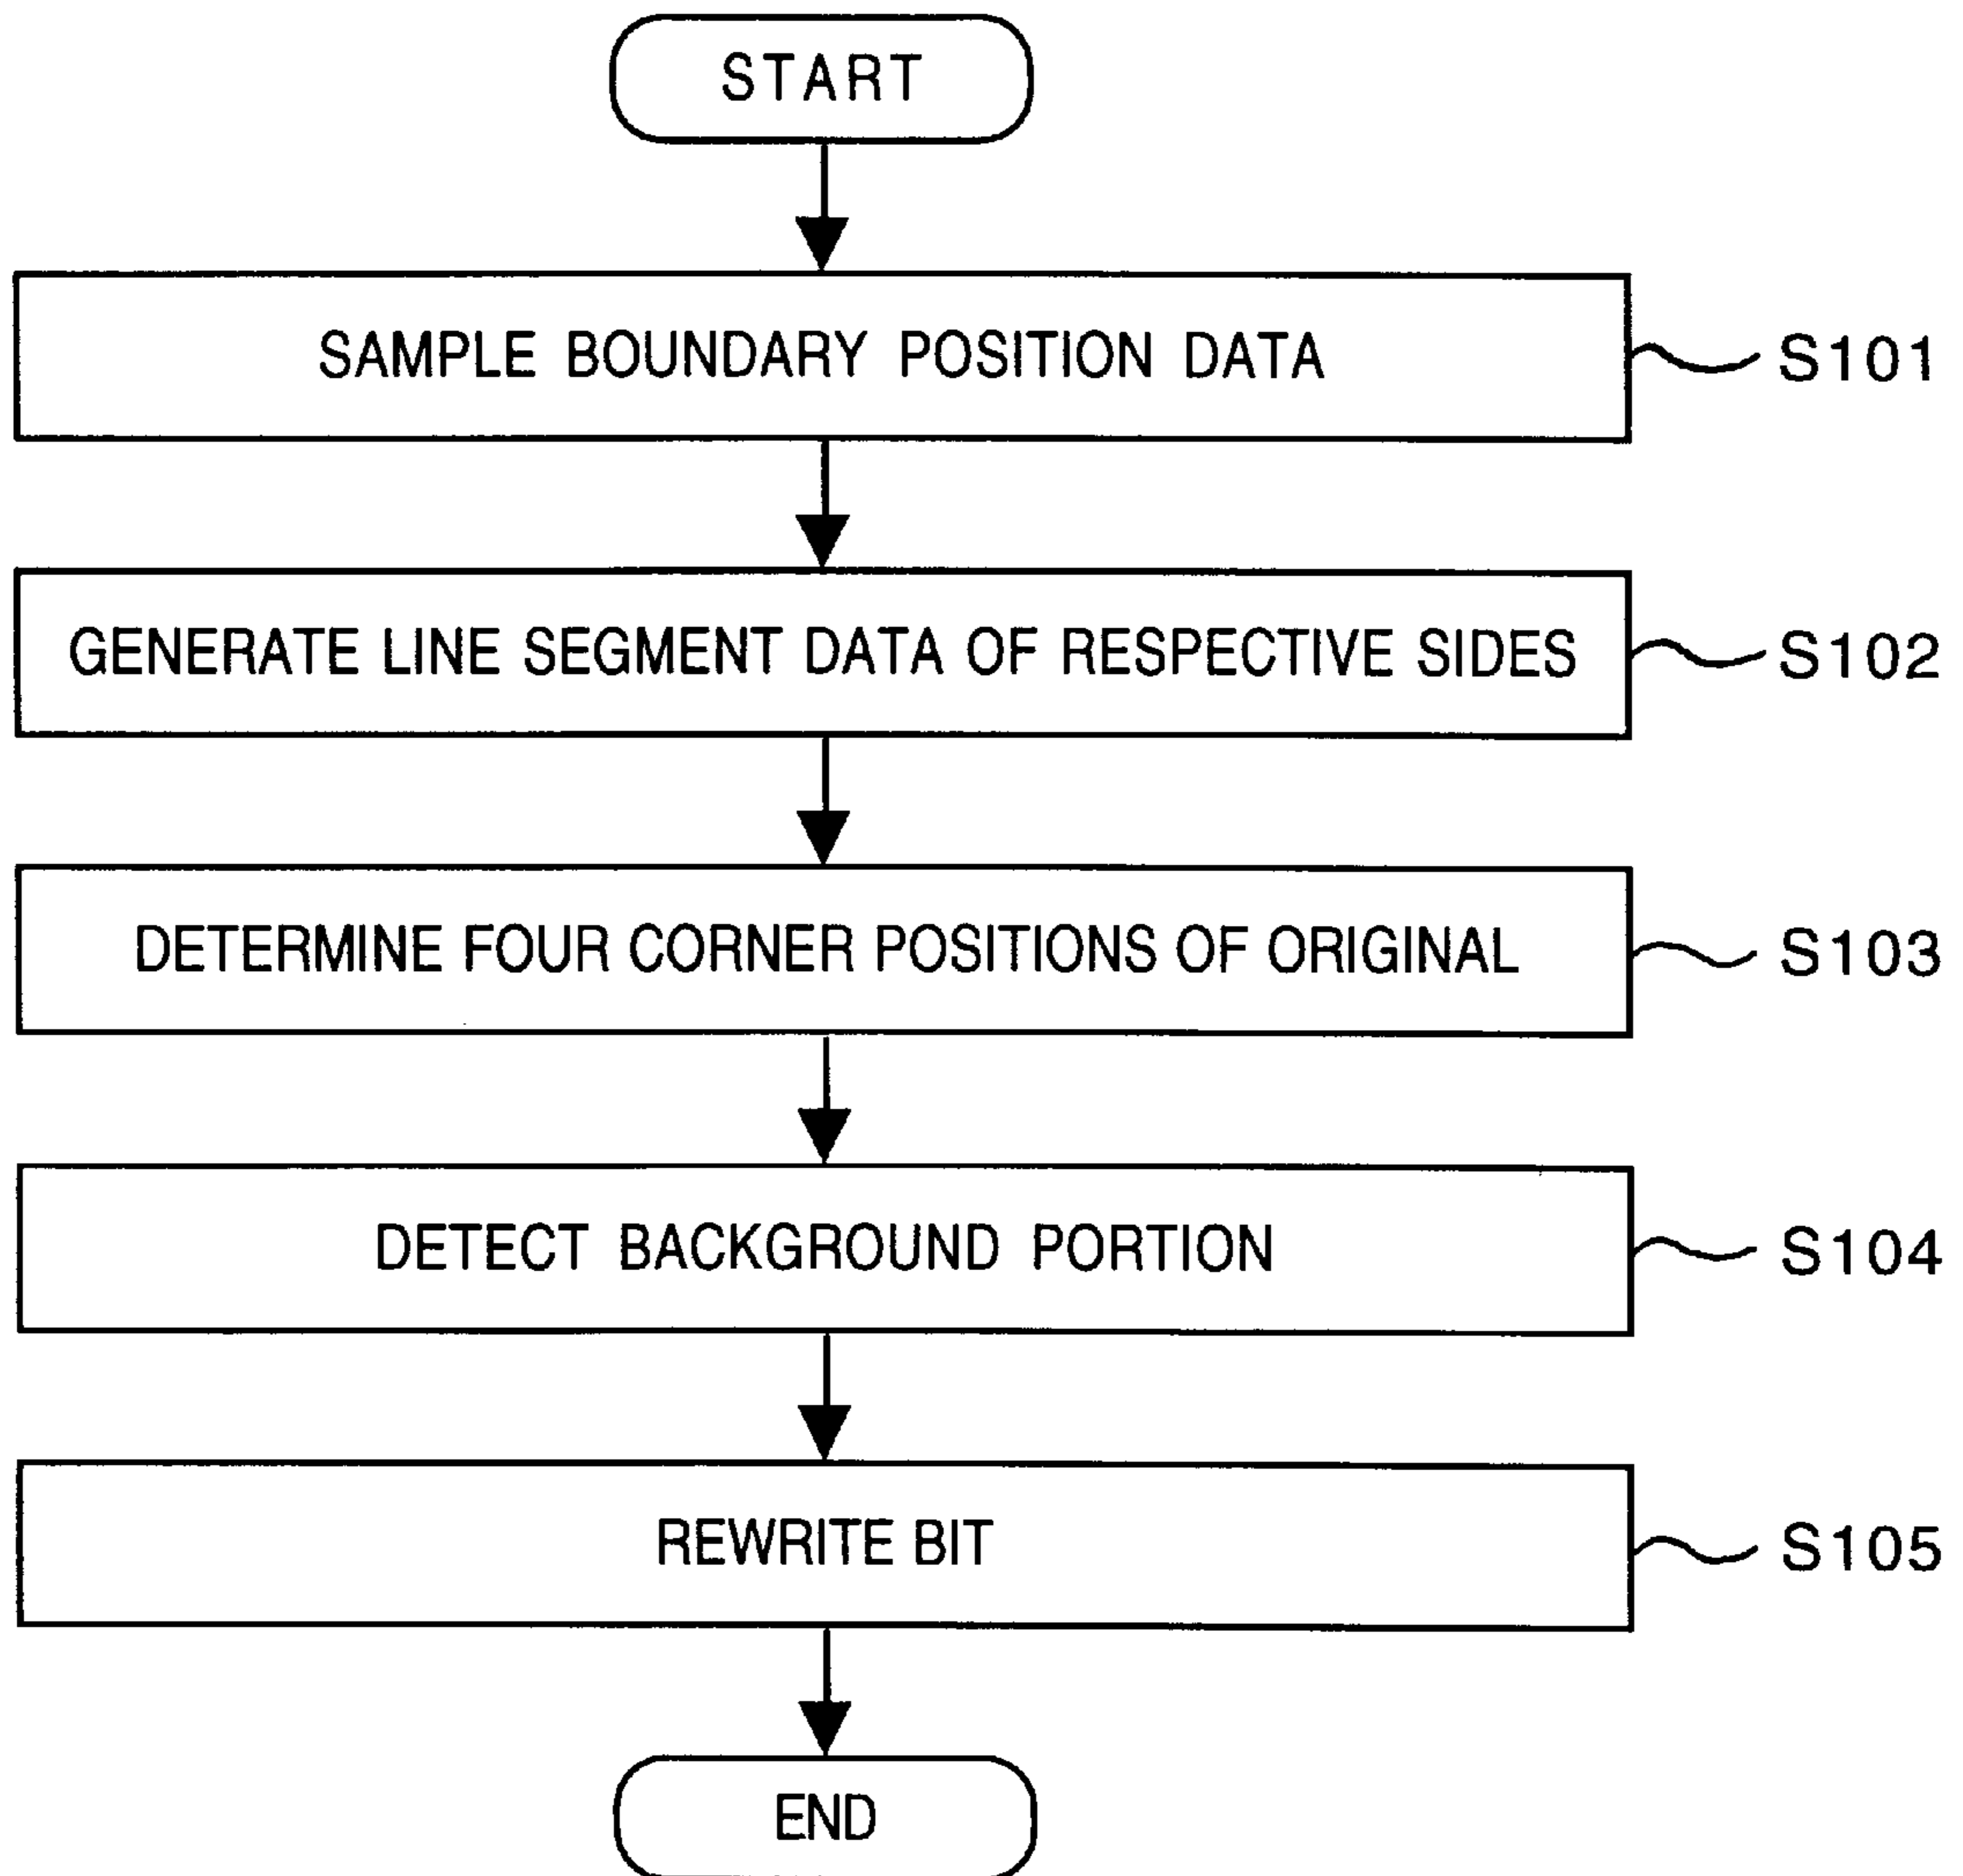 START
SAMPLE BOUNDARY POSITION DATA
S101
GENERATE LINE SEGMENT DATA OF RESPECTIVE SIDES
S102
DETERMINE FOUR CORNER POSITIONS OF ORIGINAL
S103
DETECT BACKGROUND PORTION
S104
REWRITE BIT
S105
END